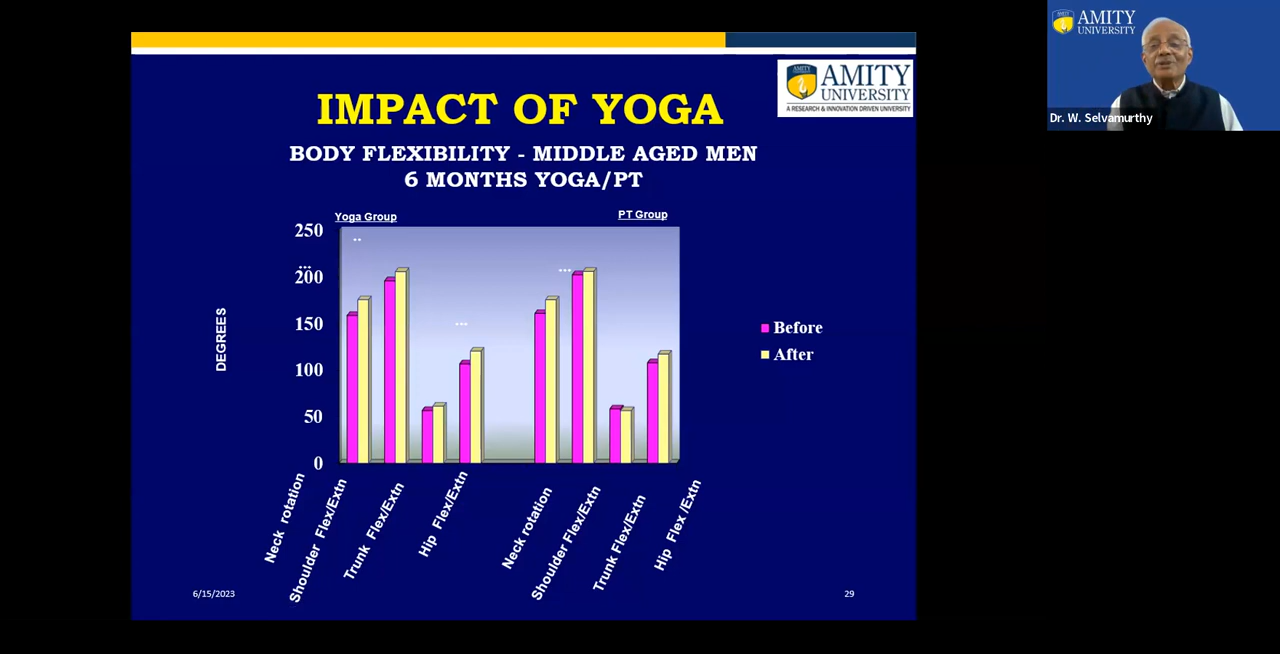 AMITY
UNIVERSITY
A RESEARCH & INNOVATION DRIVEN UNIVERSITY
IMPACT OF YOGA
BODY FLEXIBILITY - MIDDLE AGED MEN
6 MONTHS YOGA/PT
Yoga Group
PT Group
250
200
150
100
50
0
DEGREES
Before
After
Neck rotation
Shoulder Flex/Extn
Trunk Flex/Extn
Hip Flex/Extn
Neck rotation
Shoulder Flex/Extn
Trunk Flex/Extn
Hip Flex /Extn
6/15/2023
29
AMITY
UNIVERSITY
Dr. W. Selvamurthy